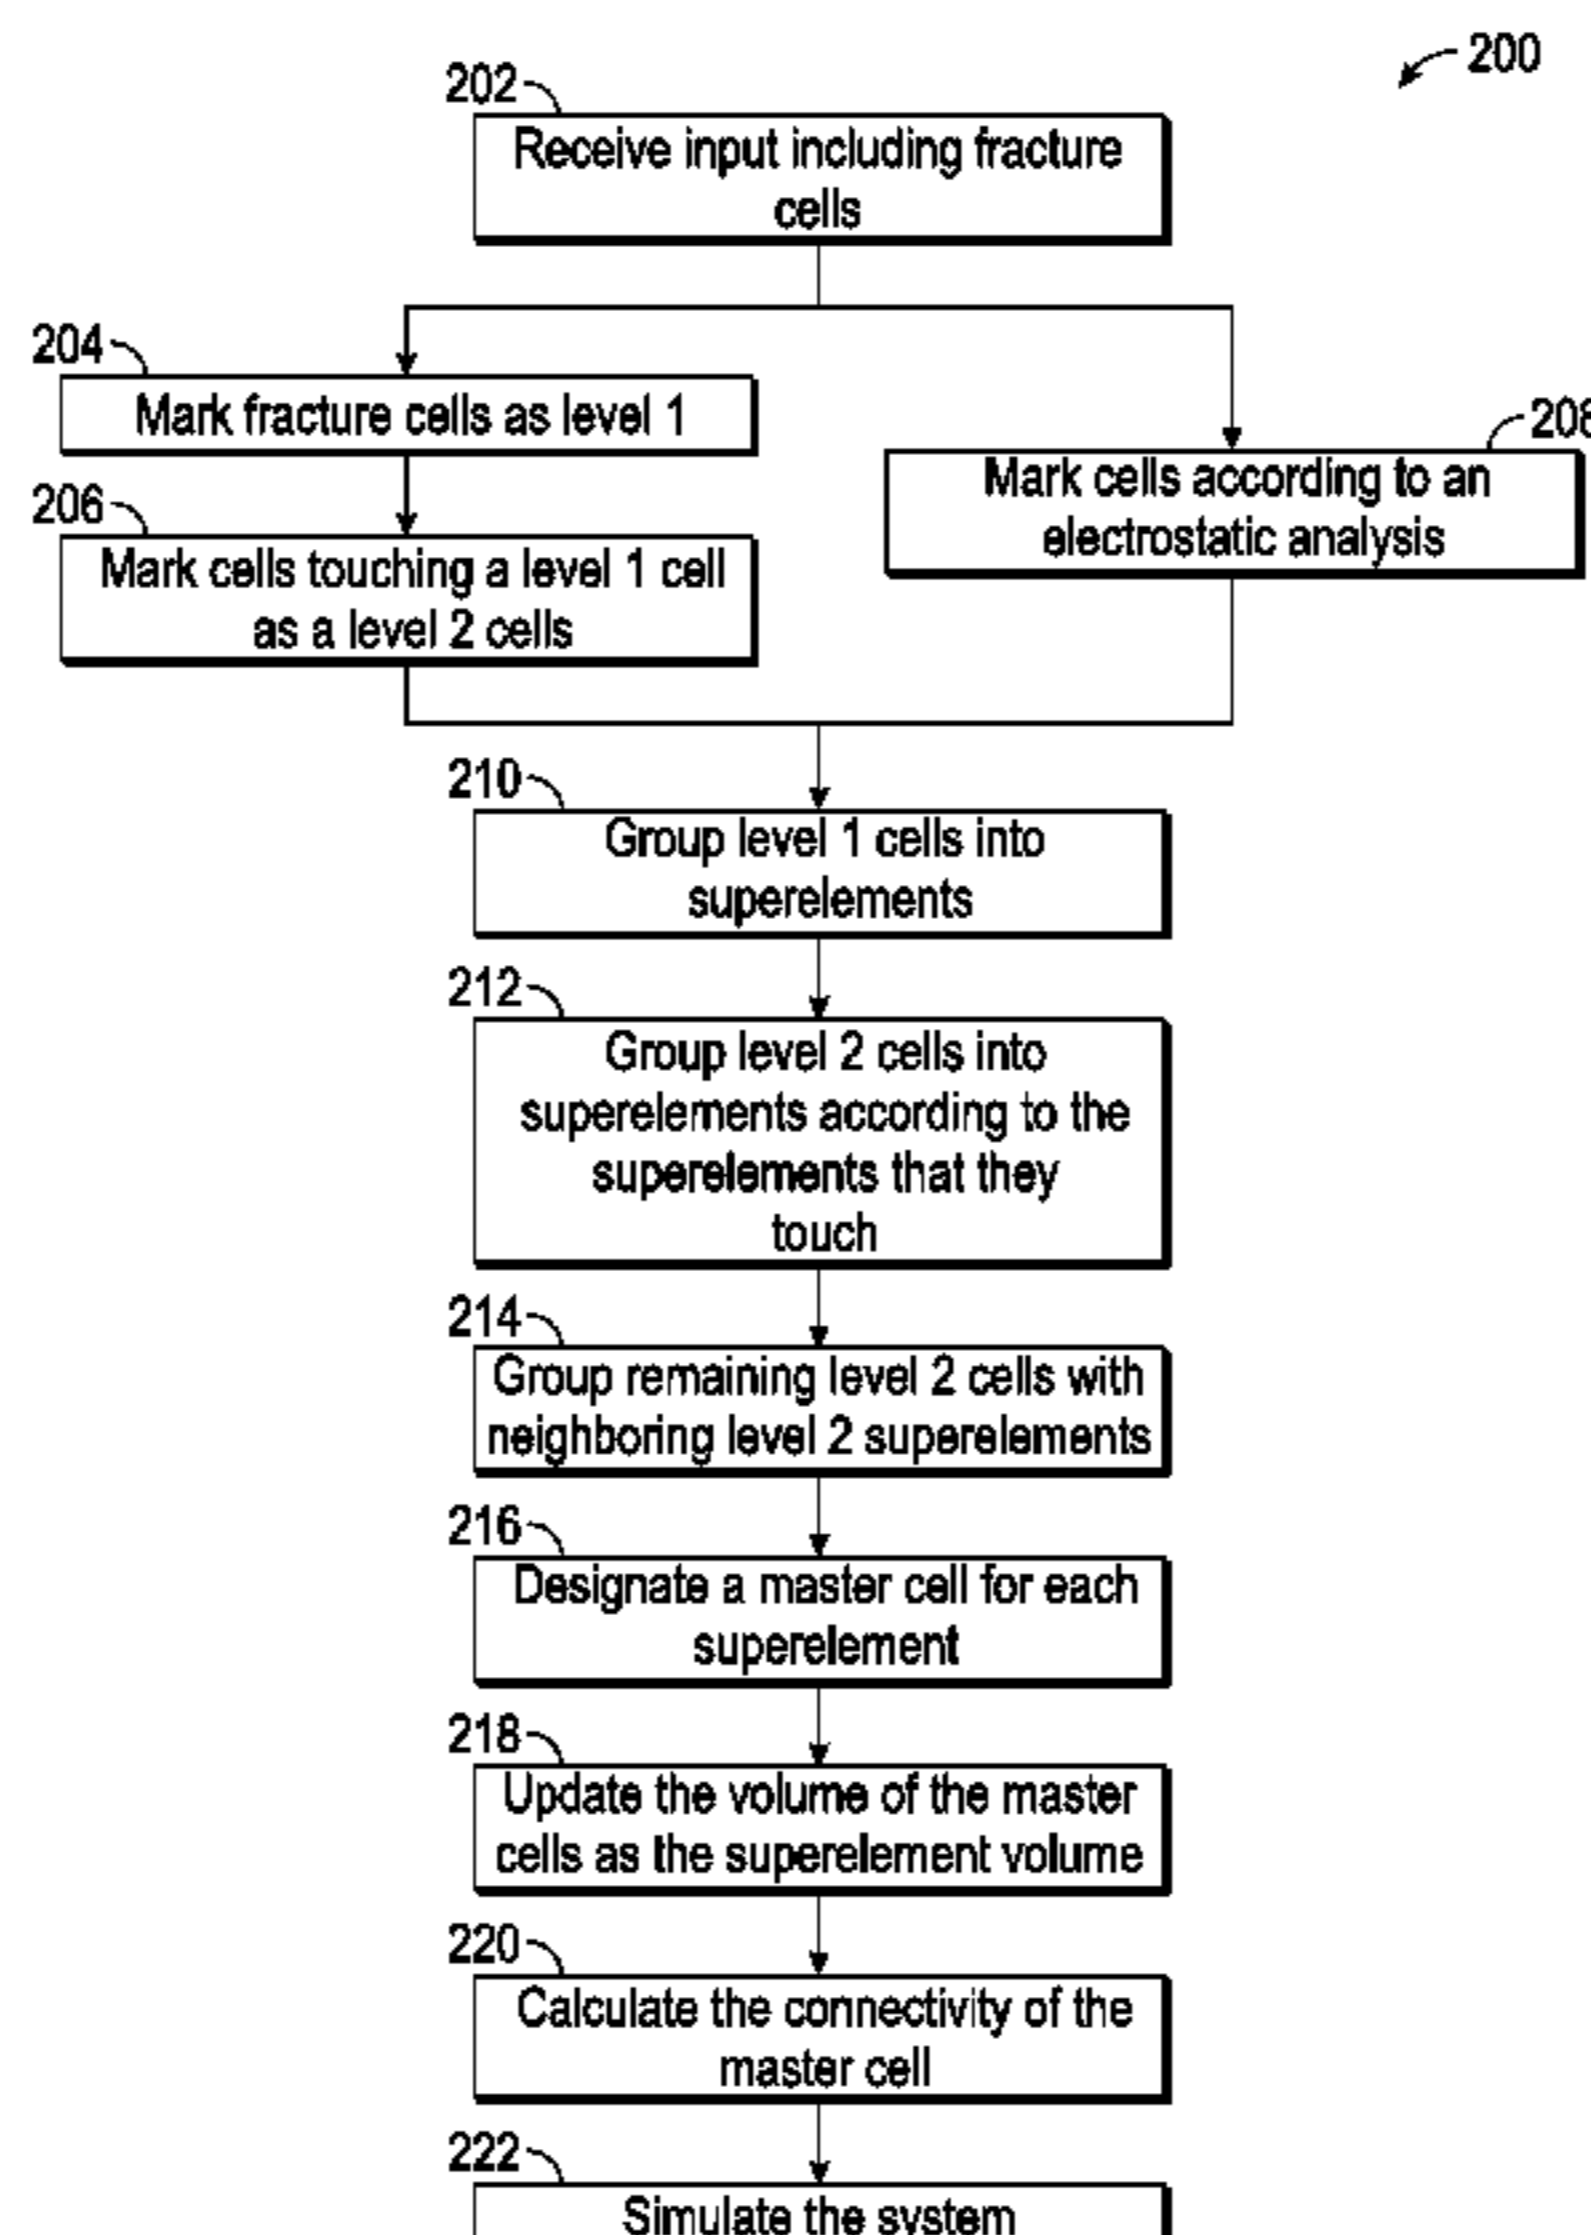 200
202
Receive input including fracture
cells
204
Mark fracture cells as level 1
206
Mark cells touching a level 1 cell
as a level 2 cells
208
Mark cells according to an
electrostatic analysis
210
Group level 1 cells into
superelements
212
Group level 2 cells into
superelements according to the
superelements that they
touch
214
Group remaining level 2 cells with
neighboring level 2 superelements
216
Designate a master cell for each
superelement
218
Update the volume of the master
cells as the superelement volume
220
Calculate the connectivity of the
master cell
222
Simulate the system